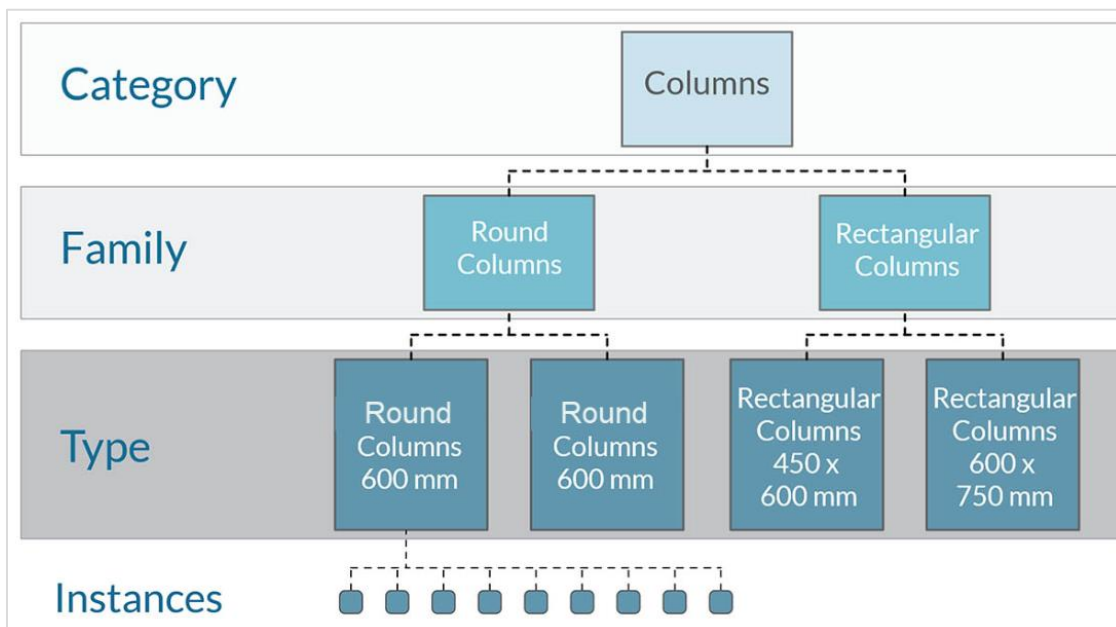 Category
Columns
Family
Round
Columns
Rectangular
Columns
Type
Round
Columns
600 mm
Round
Columns
600 mm
Rectangular
Columns
450 x
600 mm
Rectangular
Columns
600 x
750 mm
Instances